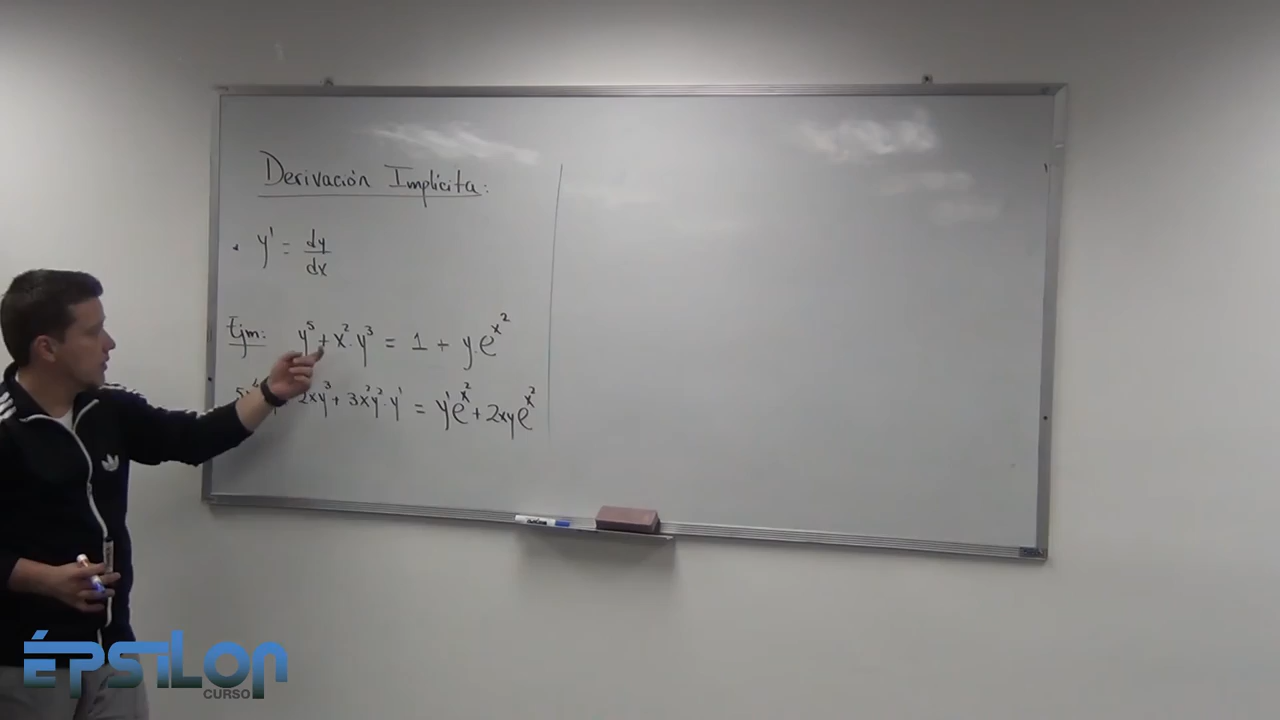 Derivación Implícita:
• y' = dy/dx
Ejm: y⁵ + x² · y³ = 1 + y·e^x²
2xy³ + 3x²y² · y' = y'e^x² + 2xye^x²
ÉPSILON
CURSO